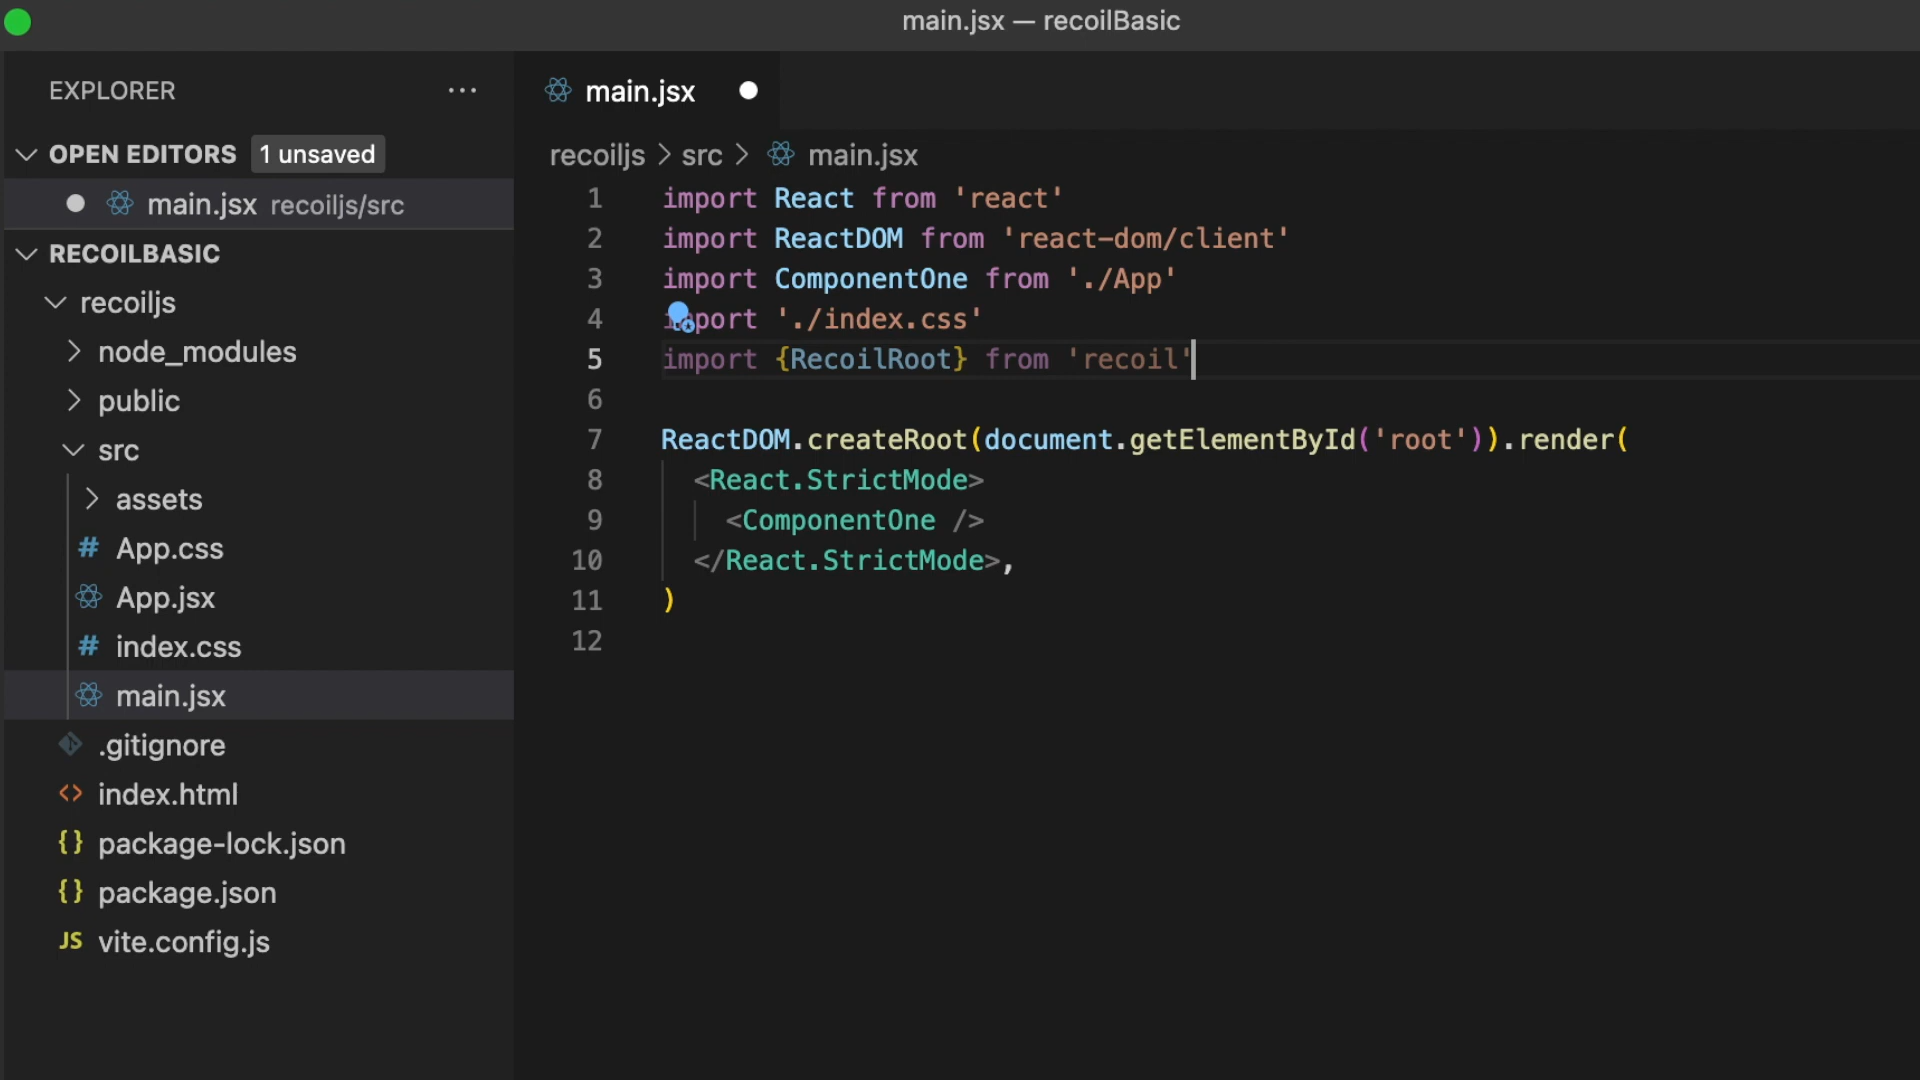 main.jsx — recoilBasic
EXPLORER
OPEN EDITORS 1 unsaved
main.jsx recoiljs/src
RECOILBASIC
recoiljs
node_modules
public
src
assets
App.css
App.jsx
index.css
main.jsx
.gitignore
index.html
package-lock.json
package.json
JS vite.config.js
main.jsx
recoiljs > src > main.jsx
1 import React from 'react'
2 import ReactDOM from 'react-dom/client'
3 import ComponentOne from './App'
4 import './index.css'
5 import {RecoilRoot} from 'recoil'
6
7 ReactDOM.createRoot(document.getElementById('root')).render(
8 <React.StrictMode>
9 <ComponentOne />
10 </React.StrictMode>,
11 )
12